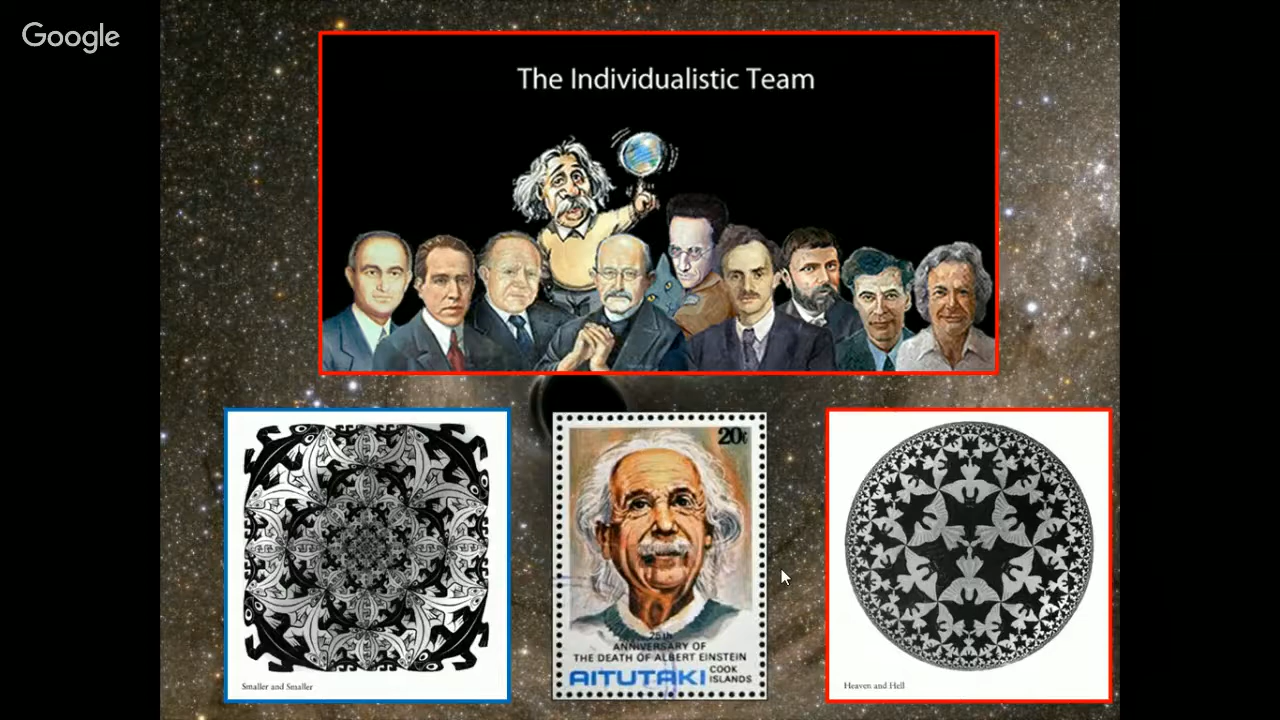 Google
The Individualistic Team
20¢
25th
ANNIVERSARY OF
THE DEATH OF ALBERT EINSTEIN
AITUTAKI COOK
ISLANDS
Smaller and Smaller
Heaven and Hell